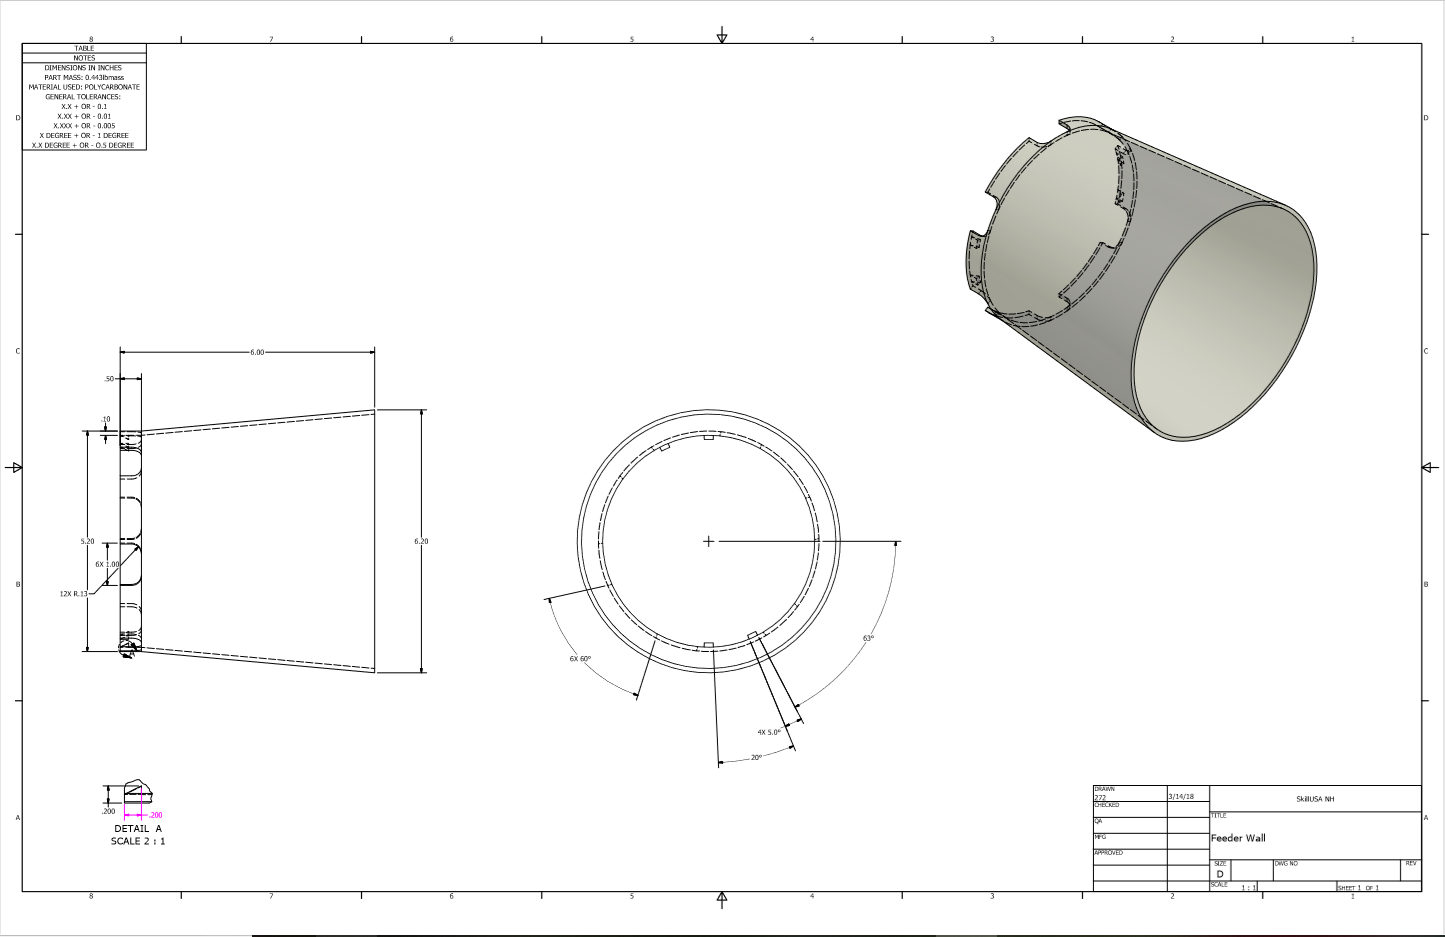 8 7 6 5 4 3 2 1
TABLE
NOTES
DIMENSIONS IN INCHES
PART MASS: 0.443lbmass
MATERIAL USED: POLYCARBONATE
GENERAL TOLERANCES:
X.X + OR - 0.1
X.XX + OR - 0.01
X.XXX + OR - 0.005
X DEGREE + OR - 1 DEGREE
X.X DEGREE + OR - 0.5 DEGREE
D D
C C
6.00
.50
.10
5.20
6.20
6X 1.00
12X R.13
A
B B
63°
6X 60°
4X 5.0°
20°
.200
.200
DETAIL A
SCALE 2 : 1
A A
DRAWN
272
3/14/18
SkillUSA NH
CHECKED
QA
MFG
APPROVED
TITLE
Feeder Wall
SIZE
D
DWG NO
REV
SCALE
1 : 1
SHEET 1 OF 1
8 7 6 5 4 3 2 1